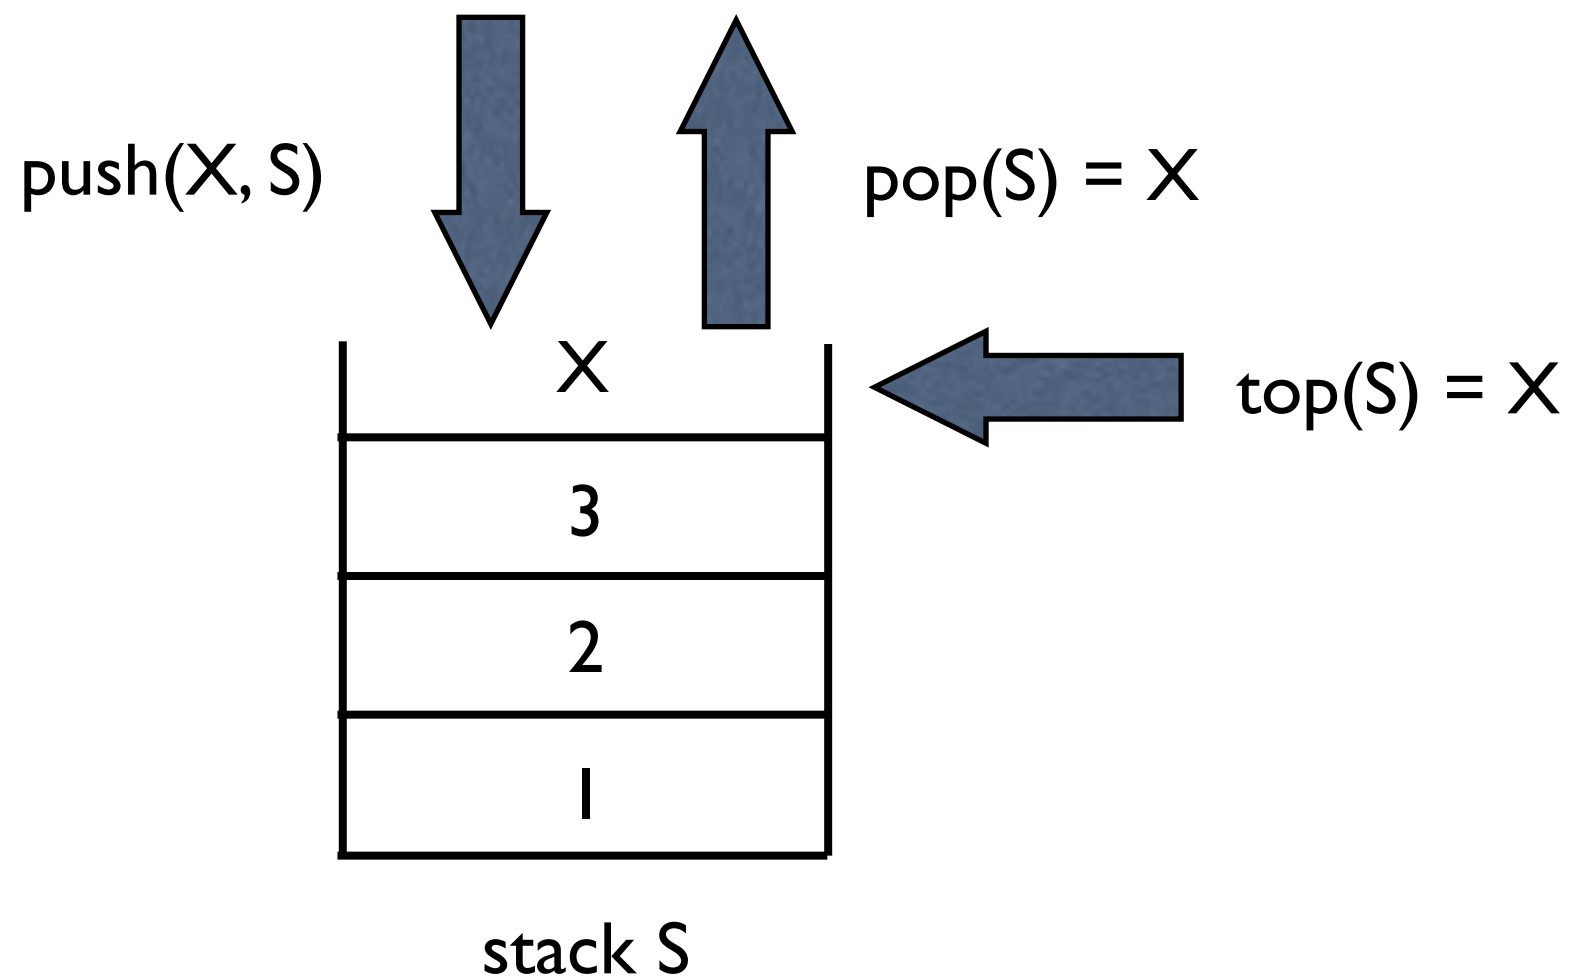 push(X, S)
pop(S) = X
X
top(S) = X
3
2
1
stack S